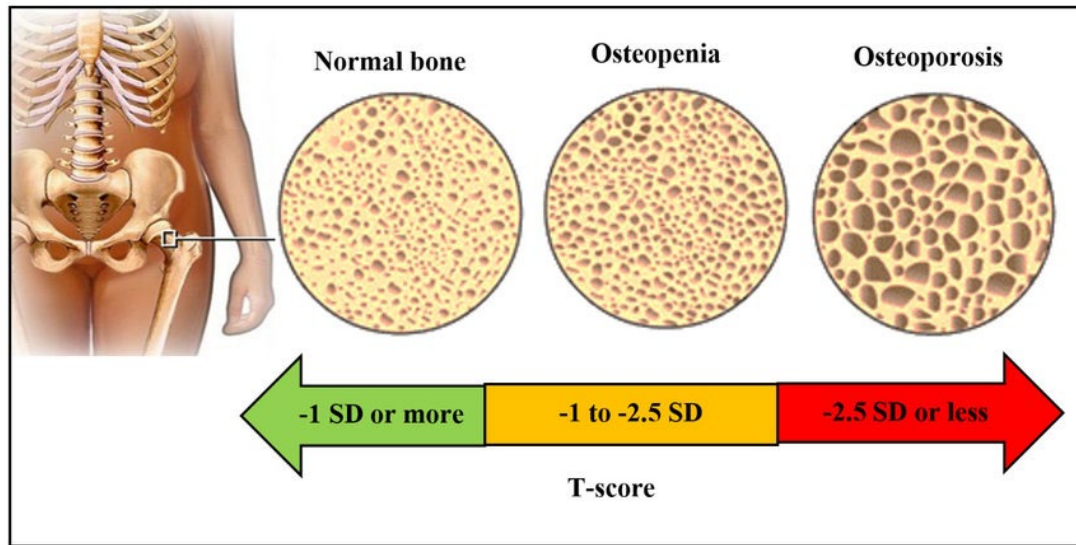 Normal bone
Osteopenia
Osteoporosis
-1 SD or more
-1 to -2.5 SD
-2.5 SD or less
T-score